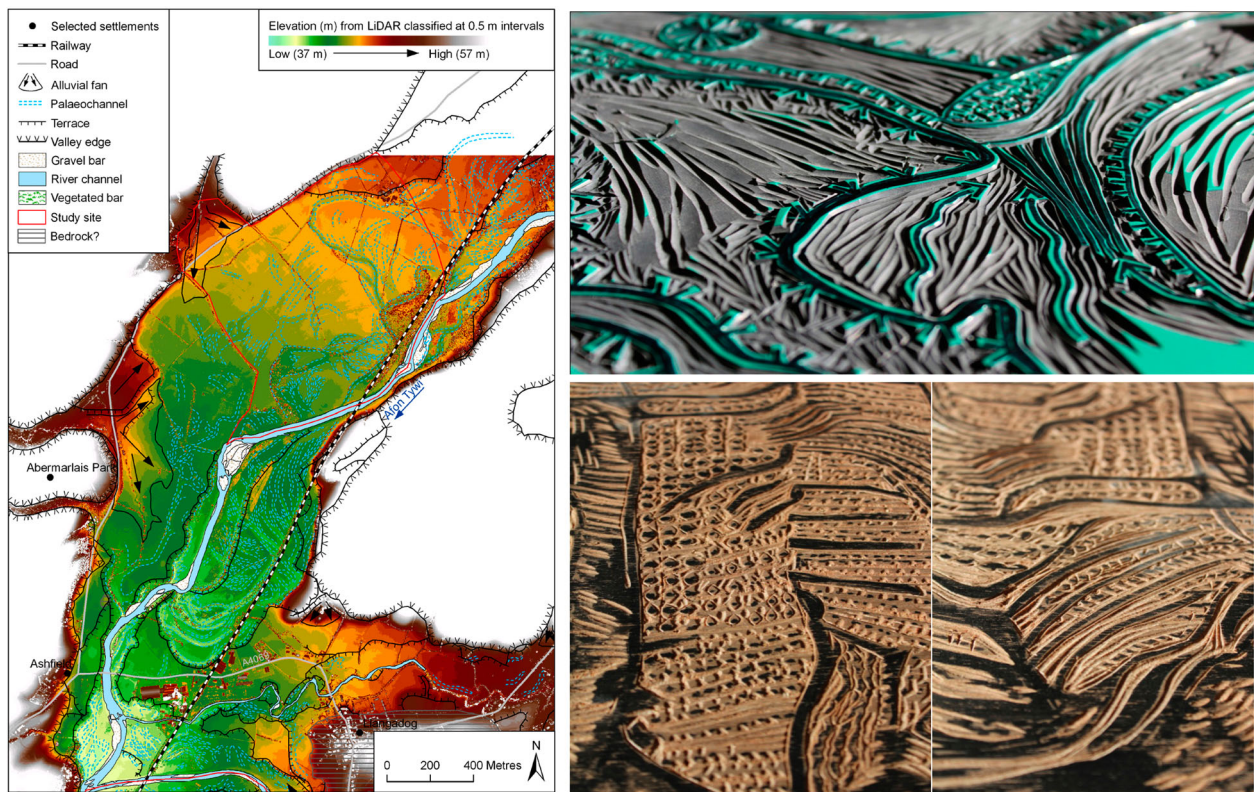 Selected settlements
Railway
Road
Alluvial fan
Palaeochannel
Terrace
Valley edge
Gravel bar
River channel
Vegetated bar
Study site
Bedrock?
Elevation (m) from LiDAR classified at 0.5 m intervals
Low (37 m) High (57 m)
Afon Tywi
Abermarlais Park
Ashfield
Llangadog
N
0 200 400 Metres